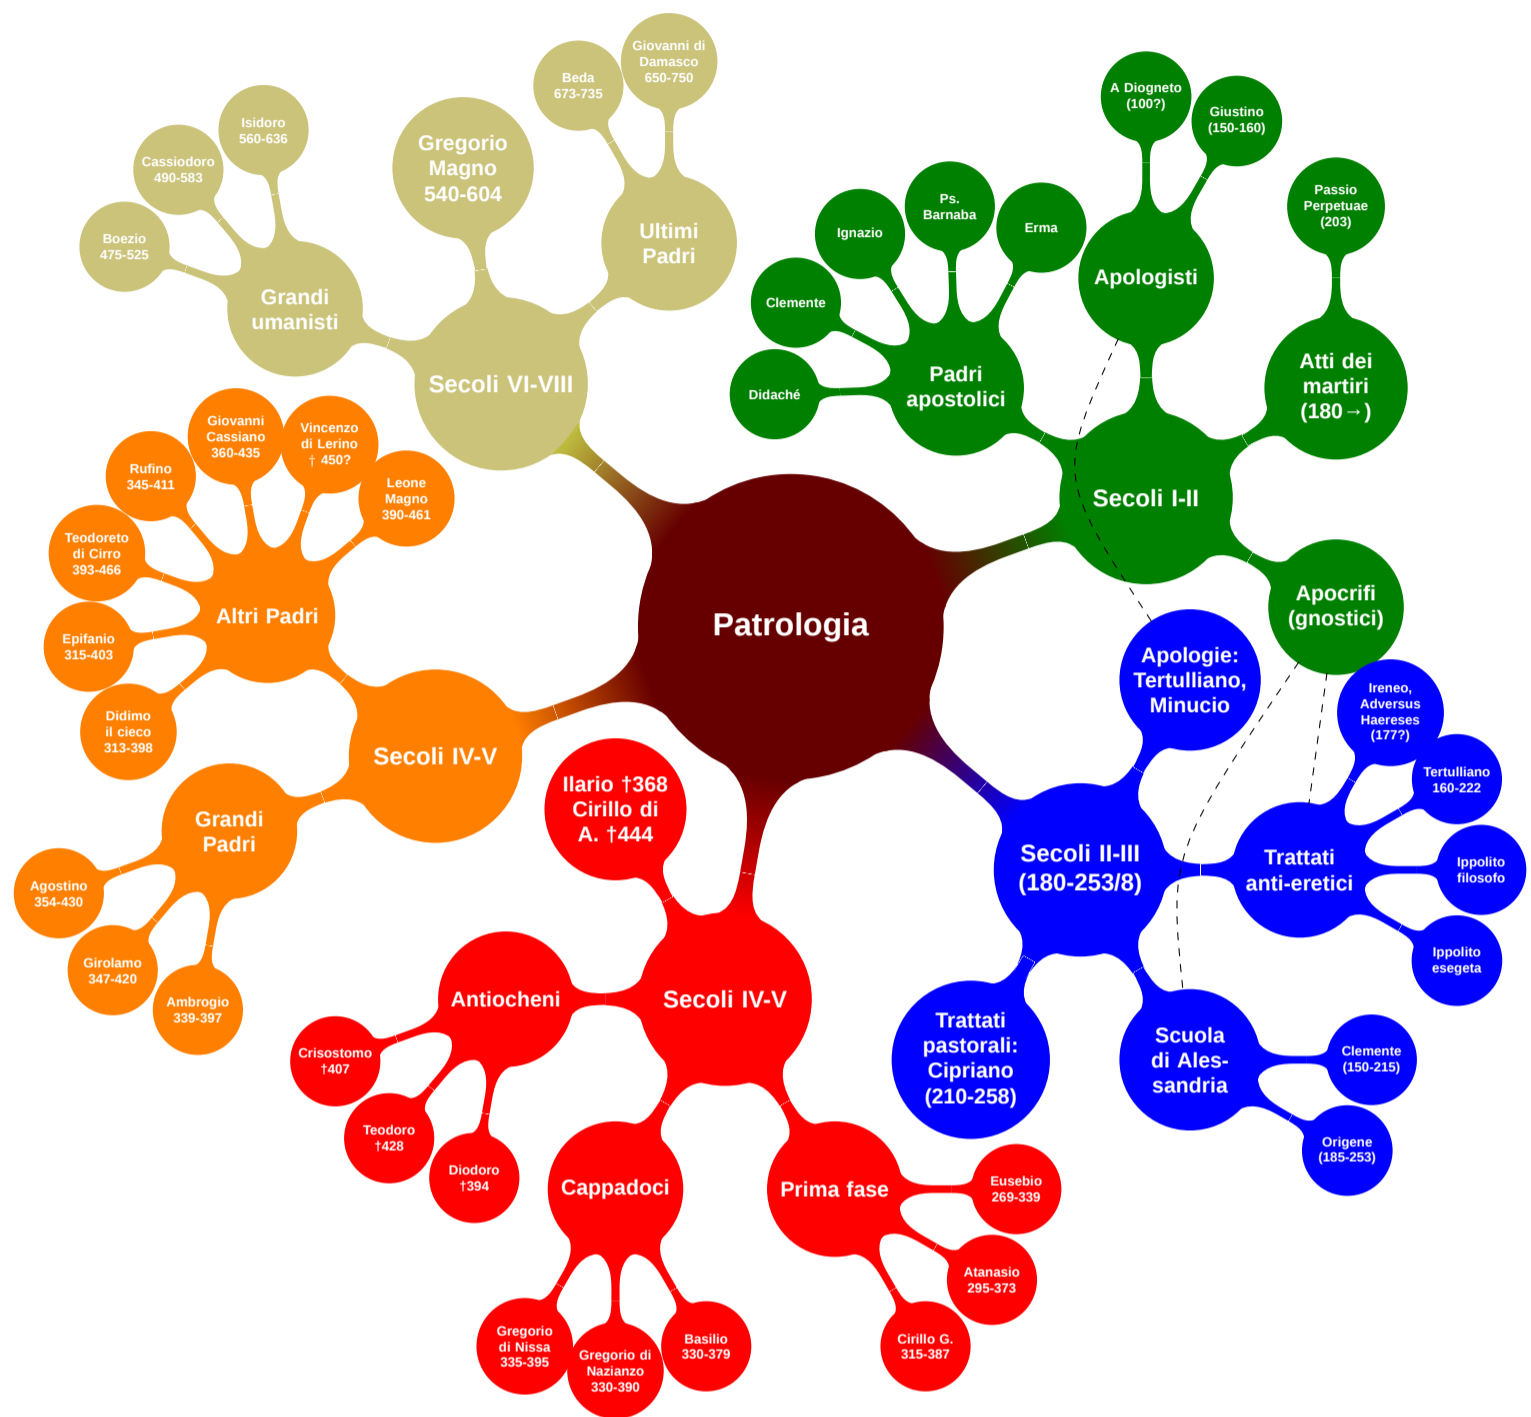 Patrologia
Secoli I-II
Padri
apostolici
Didaché
Clemente
Ignazio
Ps.
Barnaba
Erma
Apologisti
A Diogneto
(100?)
Giustino
(150-160)
Atti dei
martiri
(180→)
Passio
Perpetuae
(203)
Apocrifi
(gnostici)
Secoli II-III
(180-253/8)
Apologie:
Tertulliano,
Minucio
Trattati
anti-eretici
Ireneo,
Adversus
Haereses
(177?)
Tertulliano
160-222
Ippolito
filosofo
Ippolito
esegeta
Scuola
di Ales-
sandria
Clemente
(150-215)
Origene
(185-253)
Trattati
pastorali:
Cipriano
(210-258)
Secoli IV-V
Prima fase
Eusebio
269-339
Atanasio
295-373
Cirillo G.
315-387
Cappadoci
Basilio
330-379
Gregorio di
Nazianzo
330-390
Gregorio
di Nissa
335-395
Antiocheni
Diodoro
†394
Teodoro
†428
Crisostomo
†407
Ilario †368
Cirillo di
A. †444
Secoli IV-V
Grandi
Padri
Ambrogio
339-397
Girolamo
347-420
Agostino
354-430
Altri Padri
Didimo
il cieco
313-398
Epifanio
315-403
Teodoreto
di Cirro
393-466
Rufino
345-411
Giovanni
Cassiano
360-435
Vincenzo
di Lerino
† 450?
Leone
Magno
390-461
Secoli VI-VIII
Grandi
umanisti
Boezio
475-525
Cassiodoro
490-583
Isidoro
560-636
Gregorio
Magno
540-604
Ultimi
Padri
Beda
673-735
Giovanni di
Damasco
650-750